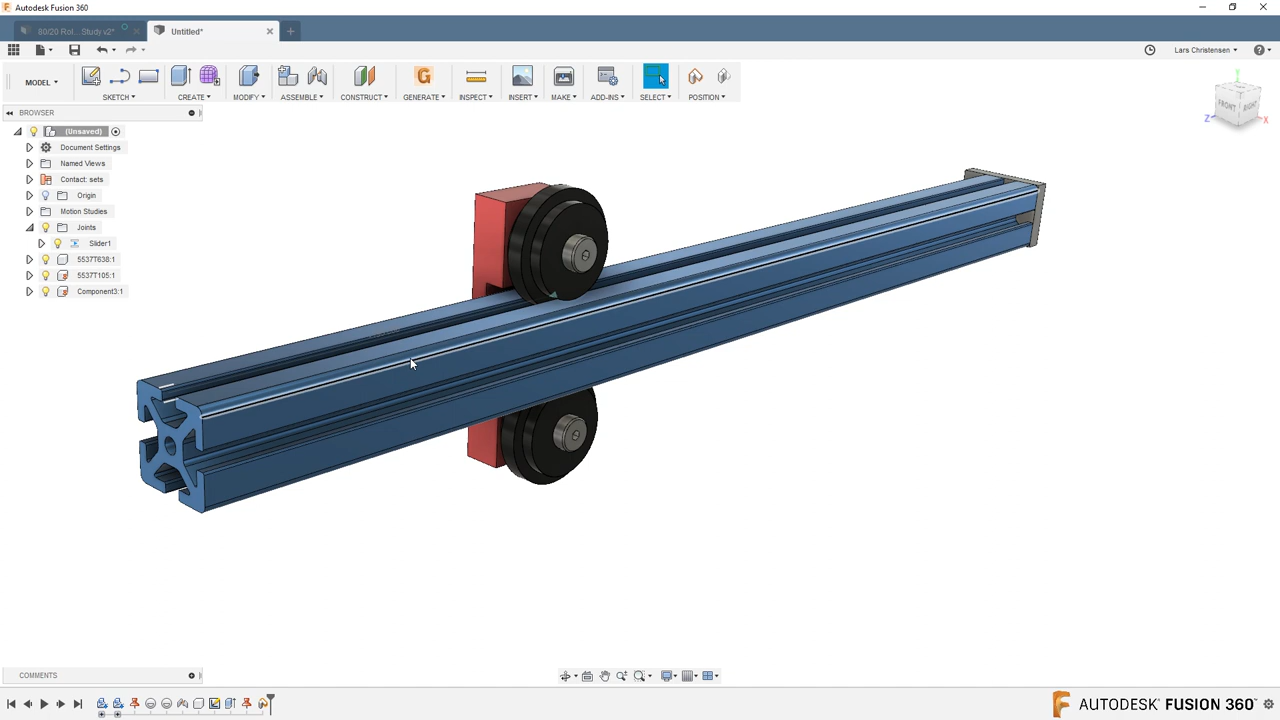 Autodesk Fusion 360
80/20 Rol... Study v2*
Untitled*
Lars Christensen
MODEL
SKETCH
CREATE
MODIFY
ASSEMBLE
CONSTRUCT
GENERATE
INSPECT
INSERT
MAKE
ADD-INS
SELECT
POSITION
BROWSER
(Unsaved)
Document Settings
Named Views
Contact: sets
Origin
Motion Studies
Joints
Slider1
5537T638:1
5537T105:1
Component3:1
Y
FRONT
RIGHT
Z
X
COMMENTS
AUTODESK® FUSION 360™